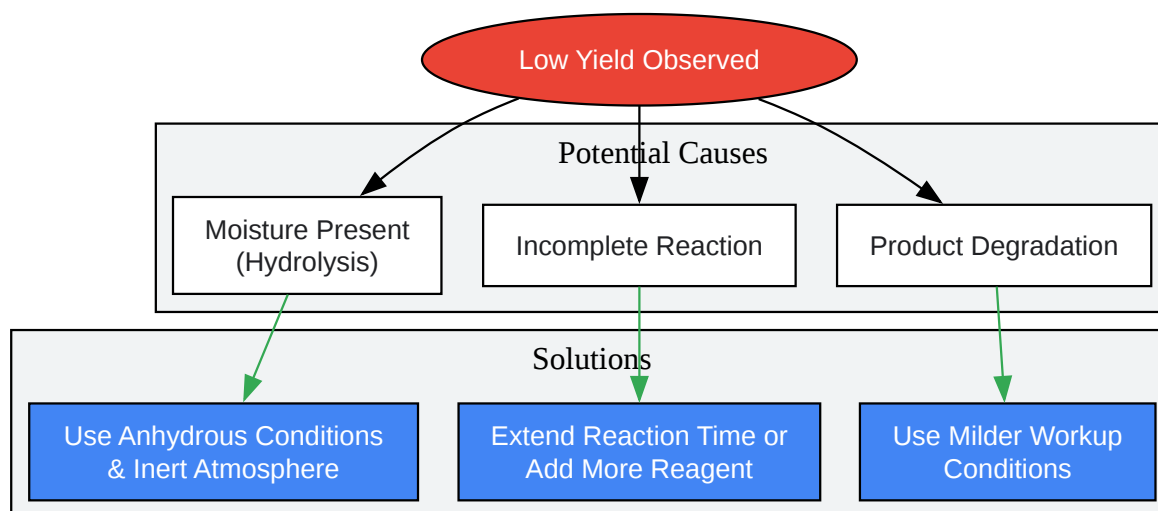 Low Yield Observed
Potential Causes
Moisture Present
(Hydrolysis)
Incomplete Reaction
Product Degradation
Solutions
Use Anhydrous Conditions
& Inert Atmosphere
Extend Reaction Time or
Add More Reagent
Use Milder Workup
Conditions